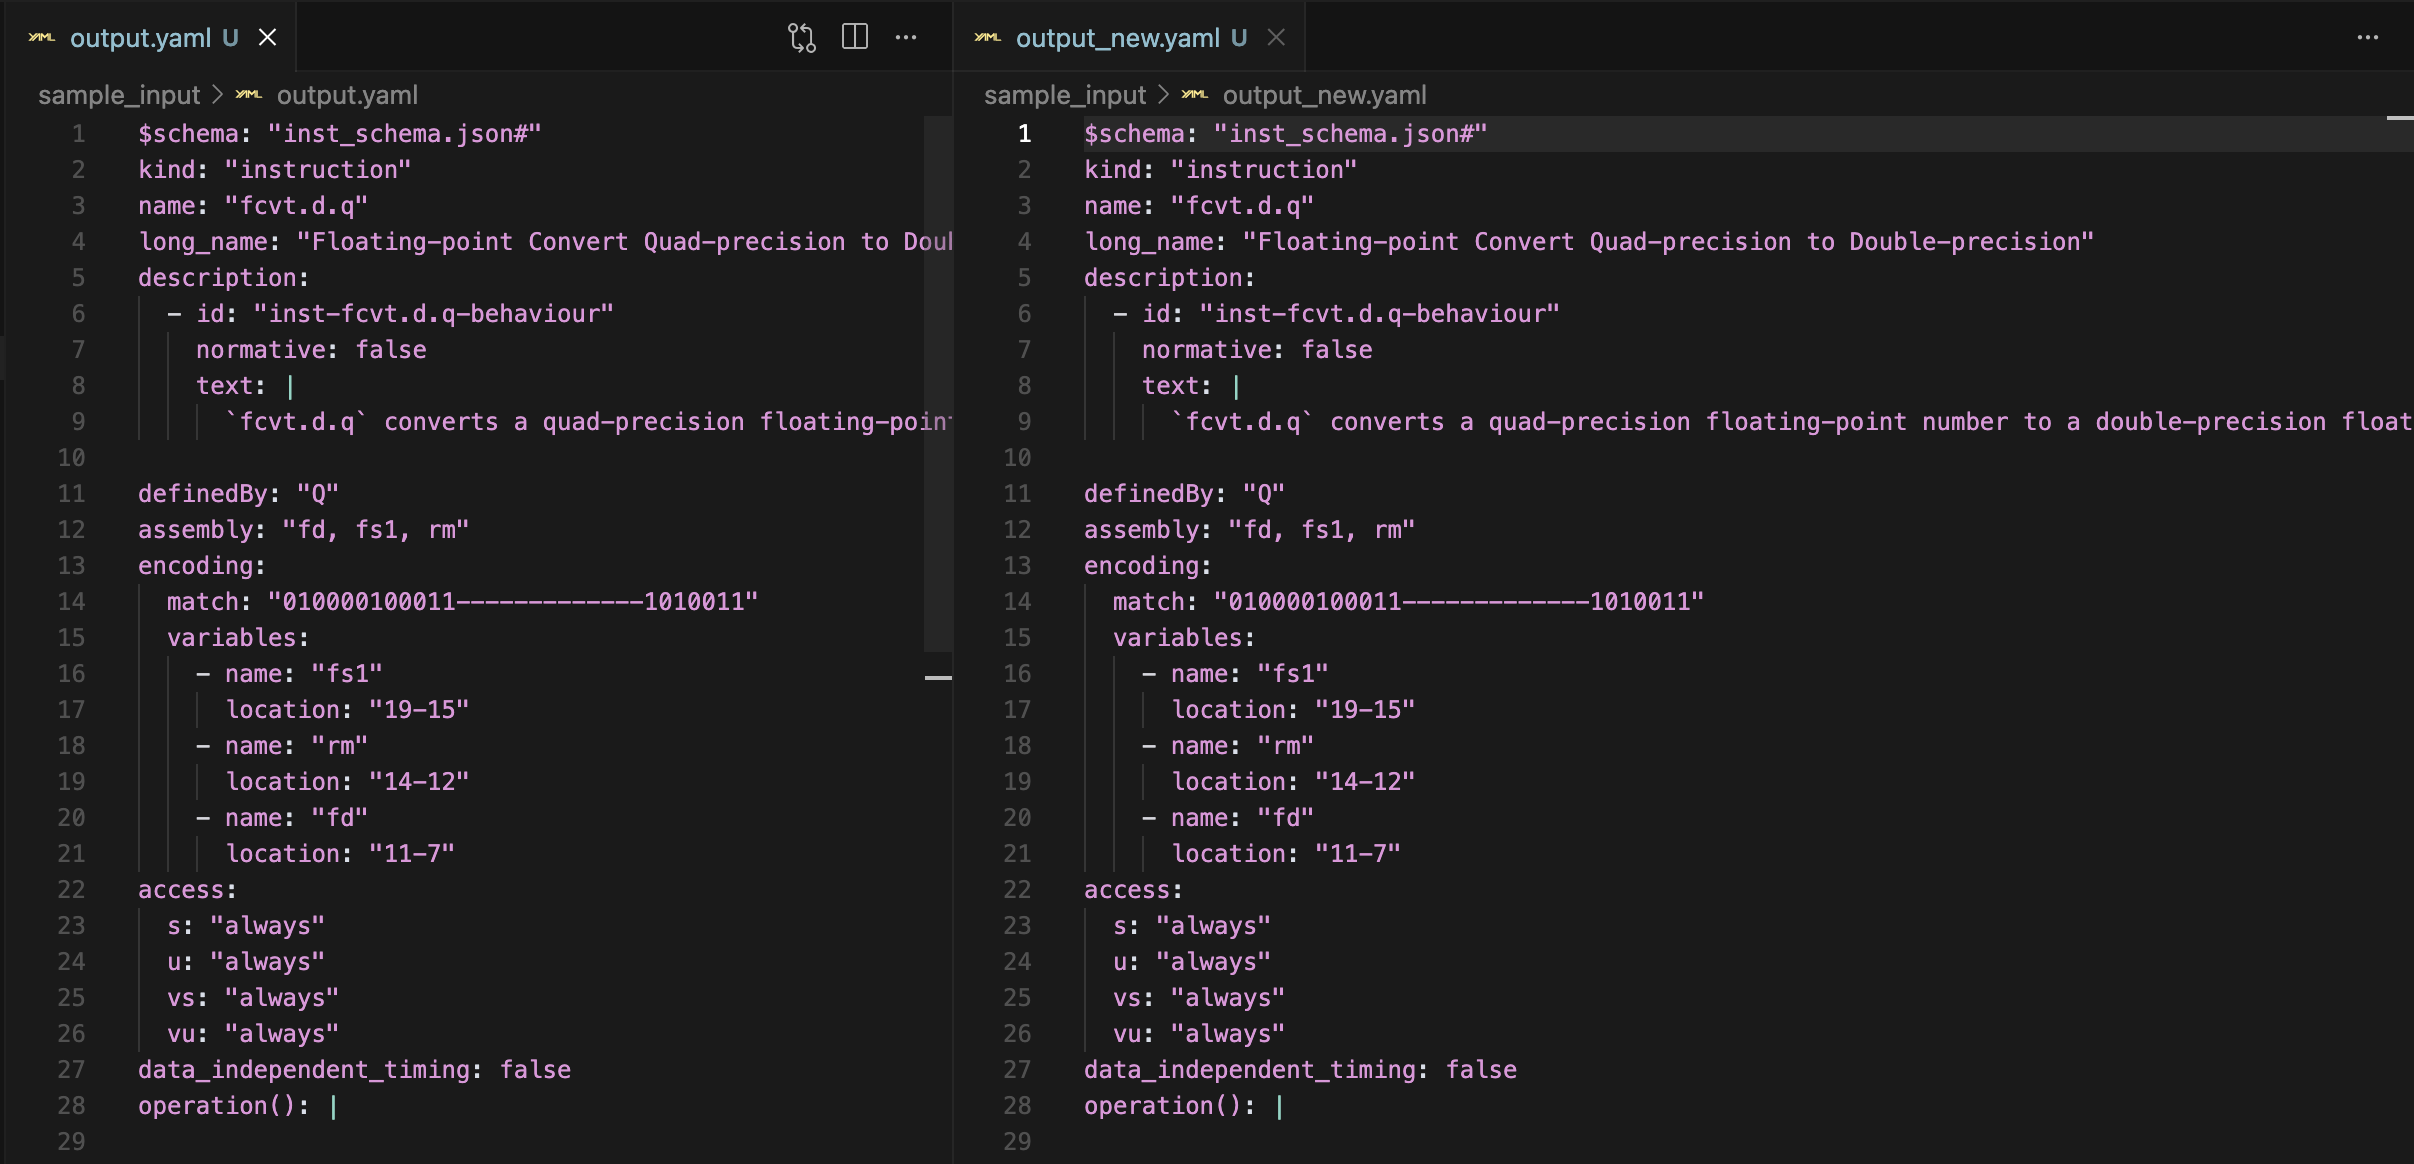 output.yaml U
sample_input > output.yaml
1 $schema: "inst_schema.json#"
2 kind: "instruction"
3 name: "fcvt.d.q"
4 long_name: "Floating-point Convert Quad-precision to Doul
5 description:
6 - id: "inst-fcvt.d.q-behaviour"
7 normative: false
8 text: |
9 `fcvt.d.q` converts a quad-precision floating-point
10
11 definedBy: "Q"
12 assembly: "fd, fs1, rm"
13 encoding:
14 match: "010000100011-------------1010011"
15 variables:
16 - name: "fs1"
17 location: "19-15"
18 - name: "rm"
19 location: "14-12"
20 - name: "fd"
21 location: "11-7"
22 access:
23 s: "always"
24 u: "always"
25 vs: "always"
26 vu: "always"
27 data_independent_timing: false
28 operation(): |
29
output_new.yaml U
sample_input > output_new.yaml
1 $schema: "inst_schema.json#"
2 kind: "instruction"
3 name: "fcvt.d.q"
4 long_name: "Floating-point Convert Quad-precision to Double-precision"
5 description:
6 - id: "inst-fcvt.d.q-behaviour"
7 normative: false
8 text: |
9 `fcvt.d.q` converts a quad-precision floating-point number to a double-precision float
10
11 definedBy: "Q"
12 assembly: "fd, fs1, rm"
13 encoding:
14 match: "010000100011-------------1010011"
15 variables:
16 - name: "fs1"
17 location: "19-15"
18 - name: "rm"
19 location: "14-12"
20 - name: "fd"
21 location: "11-7"
22 access:
23 s: "always"
24 u: "always"
25 vs: "always"
26 vu: "always"
27 data_independent_timing: false
28 operation(): |
29